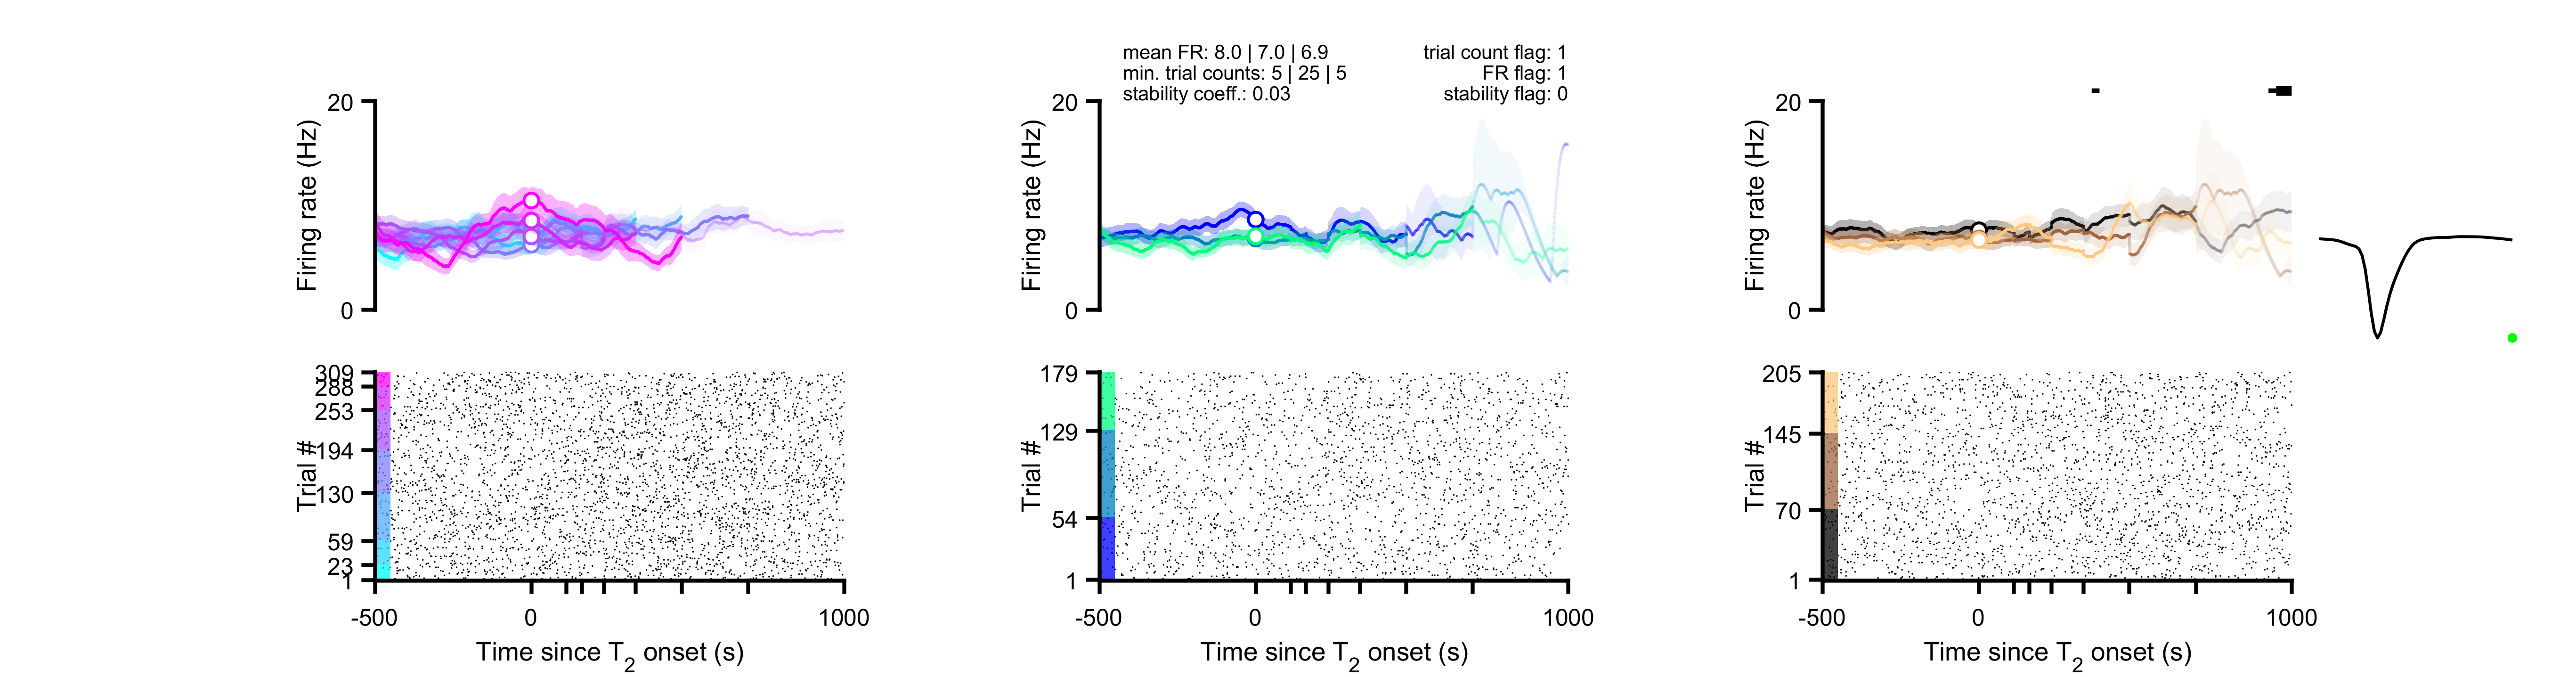 mean FR: 8.0 | 7.0 | 6.9
min. trial counts: 5 | 25 | 5
stability coeff.: 0.03
trial count flag: 1
FR flag: 1
stability flag: 0
20
Firing rate (Hz)
0
309
288
253
194
130
59
23
1
Trial #
-500
0
1000
Time since T2 onset (s)
20
Firing rate (Hz)
0
179
129
54
1
Trial #
-500
0
1000
Time since T2 onset (s)
20
Firing rate (Hz)
0
205
145
70
1
Trial #
-500
0
1000
Time since T2 onset (s)